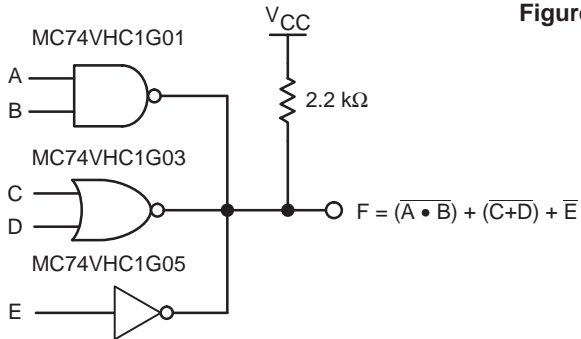 Figure
VCC
MC74VHC1G01
A
B
2.2 kΩ
MC74VHC1G03
C
D
F = (A̅ ̅•̅ ̅B̅) + (C̅+̅D̅) + E̅
MC74VHC1G05
E